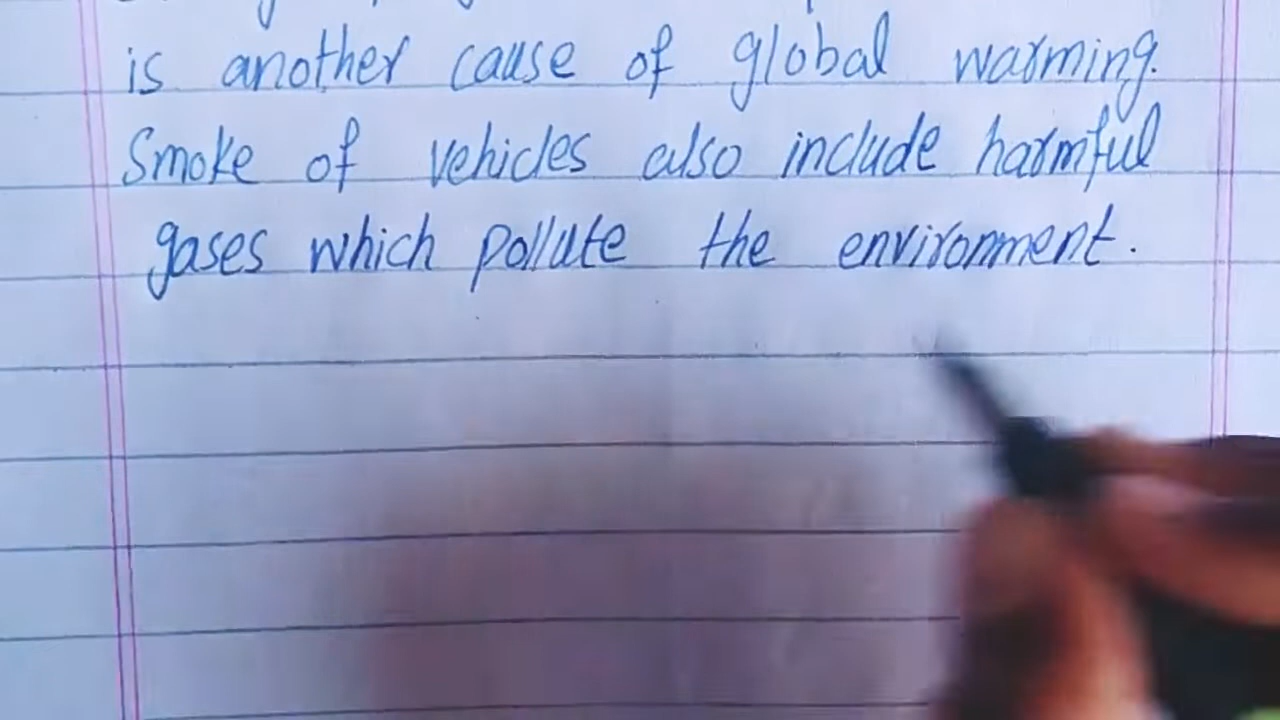 is another cause of global warming.
Smoke of vehicles also include harmful
gases which pollute the environment.